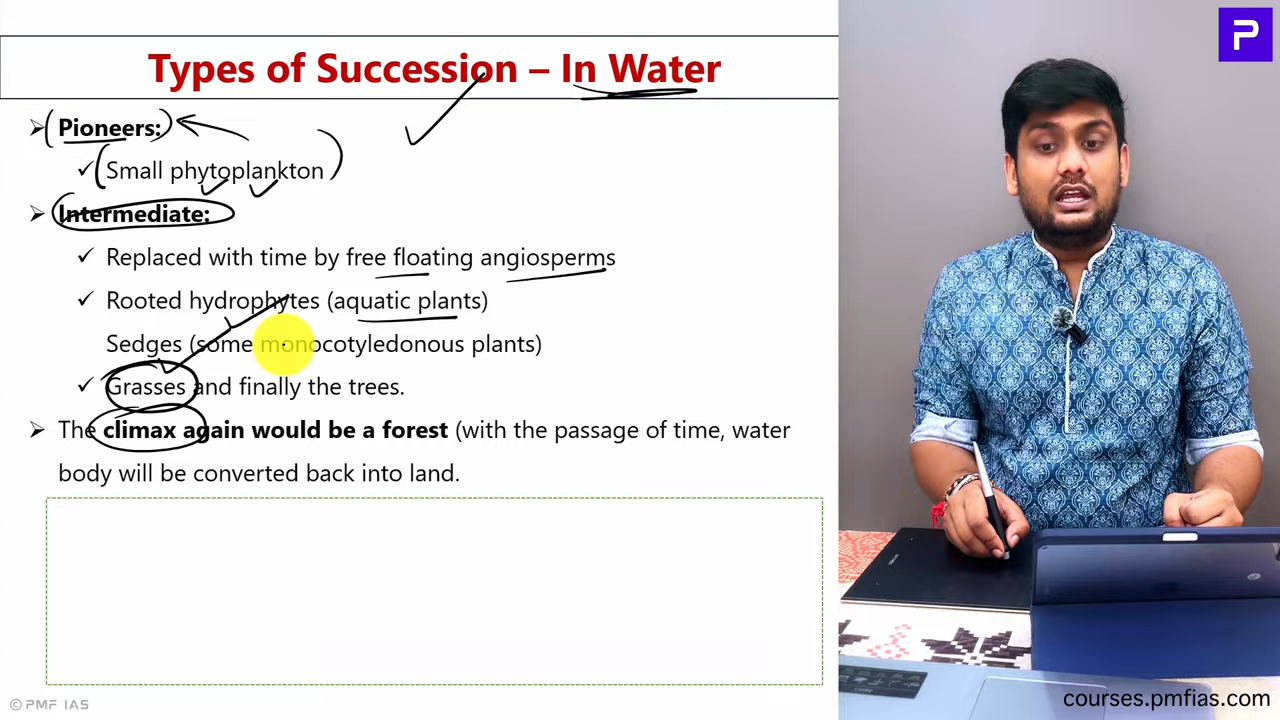 Types of Succession – In Water
Pioneers:
Small phytoplankton
Intermediate:
Replaced with time by free floating angiosperms
Rooted hydrophytes (aquatic plants)
Sedges (some monocotyledonous plants)
Grasses and finally the trees.
The climax again would be a forest (with the passage of time, water
body will be converted back into land.
© PMF IAS
P
courses.pmfias.com